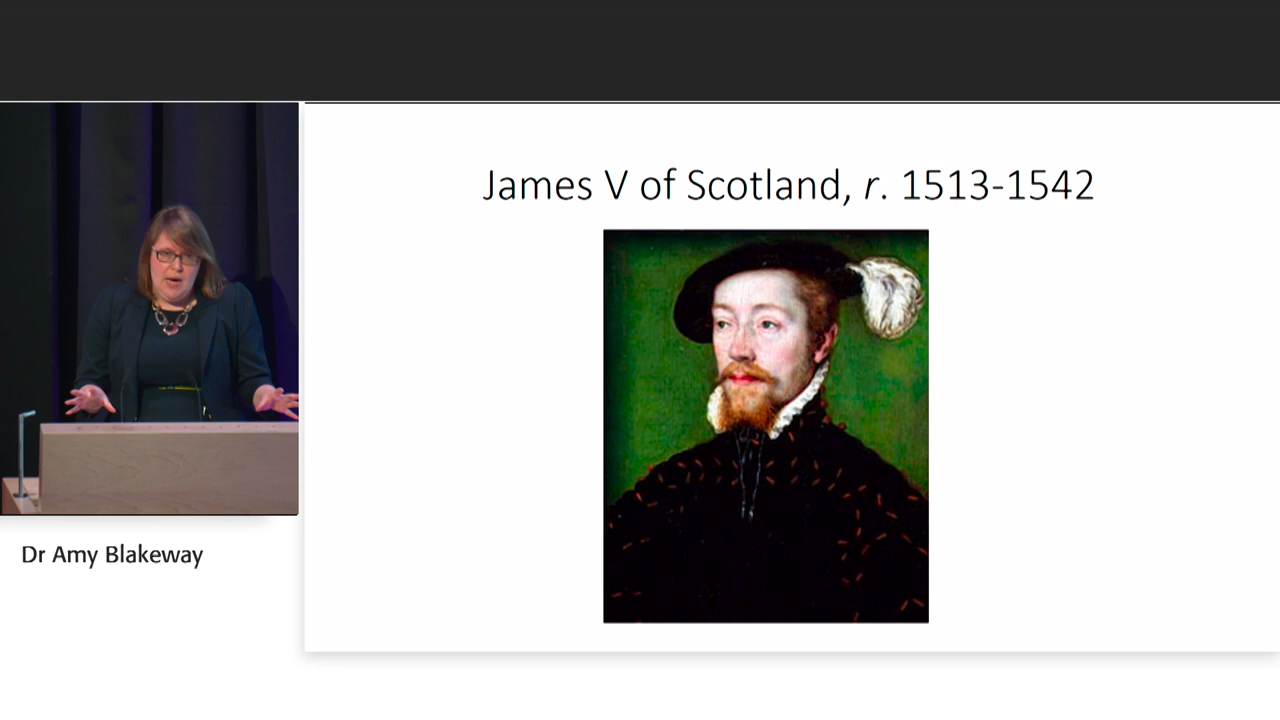 James V of Scotland, r. 1513-1542
Dr Amy Blakeway